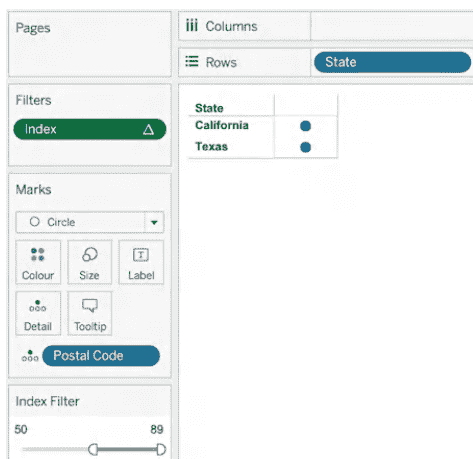 Pages
Columns
Rows
State
Filters
Index
State
California
Texas
Marks
Circle
Colour
Size
T
Label
Detail
Tooltip
Postal Code
Index Filter
50
89